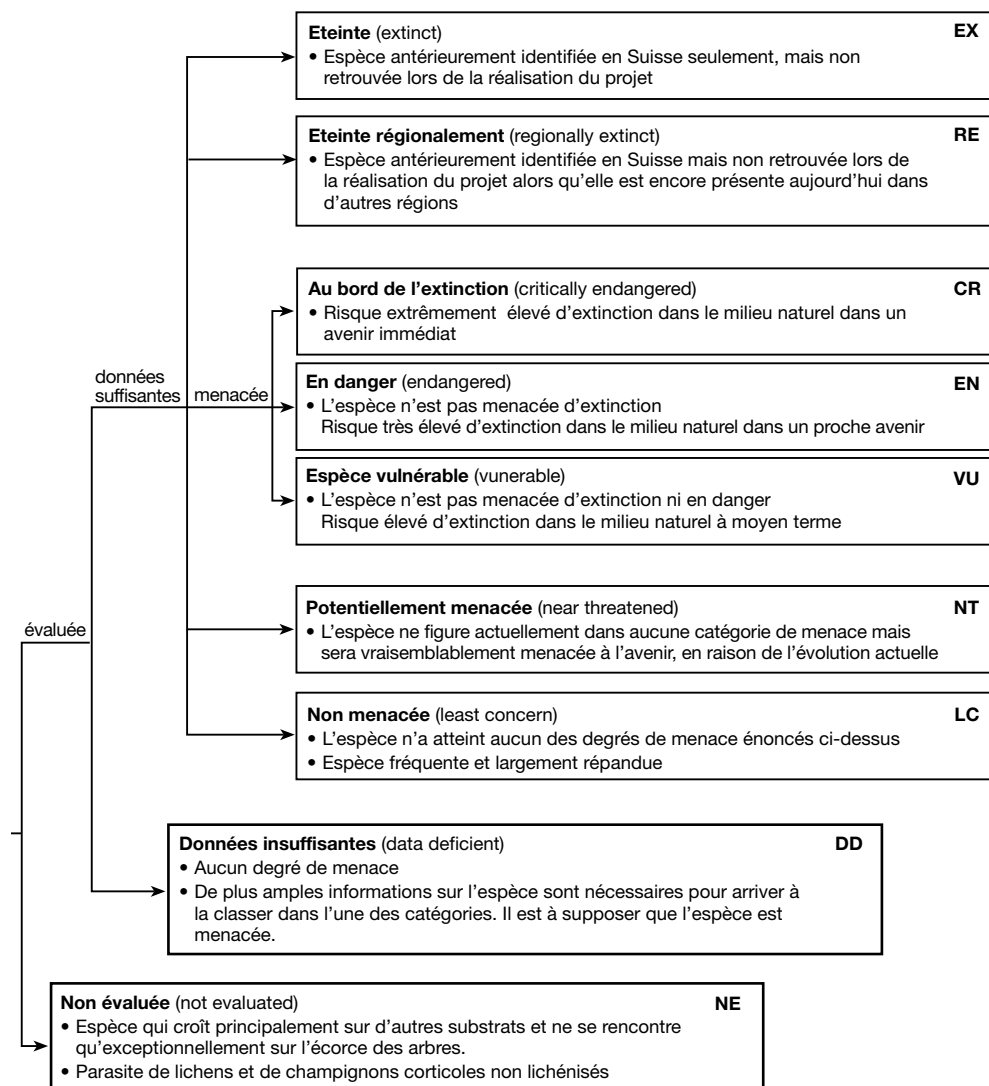 Eteinte (extinct) EX
• Espèce antérieurement identifiée en Suisse seulement, mais non
retrouvée lors de la réalisation du projet
Eteinte régionalement (regionally extinct) RE
• Espèce antérieurement identifiée en Suisse mais non retrouvée lors de
la réalisation du projet alors qu'elle est encore présente aujourd'hui dans
d'autres régions
Au bord de l'extinction (critically endangered) CR
• Risque extrêmement élevé d'extinction dans le milieu naturel dans un
avenir immédiat
données
suffisantes
menacée
En danger (endangered) EN
• L'espèce n'est pas menacée d'extinction
Risque très élevé d'extinction dans le milieu naturel dans un proche avenir
Espèce vulnérable (vunerable) VU
• L'espèce n'est pas menacée d'extinction ni en danger
Risque élevé d'extinction dans le milieu naturel à moyen terme
évaluée
Potentiellement menacée (near threatened) NT
• L'espèce ne figure actuellement dans aucune catégorie de menace mais
sera vraisemblablement menacée à l'avenir, en raison de l'évolution actuelle
Non menacée (least concern) LC
• L'espèce n'a atteint aucun des degrés de menace énoncés ci-dessus
• Espèce fréquente et largement répandue
Données insuffisantes (data deficient) DD
• Aucun degré de menace
• De plus amples informations sur l'espèce sont nécessaires pour arriver à
la classer dans l'une des catégories. Il est à supposer que l'espèce est
menacée.
Non évaluée (not evaluated) NE
• Espèce qui croît principalement sur d'autres substrats et ne se rencontre
qu'exceptionnellement sur l'écorce des arbres.
• Parasite de lichens et de champignons corticoles non lichénisés